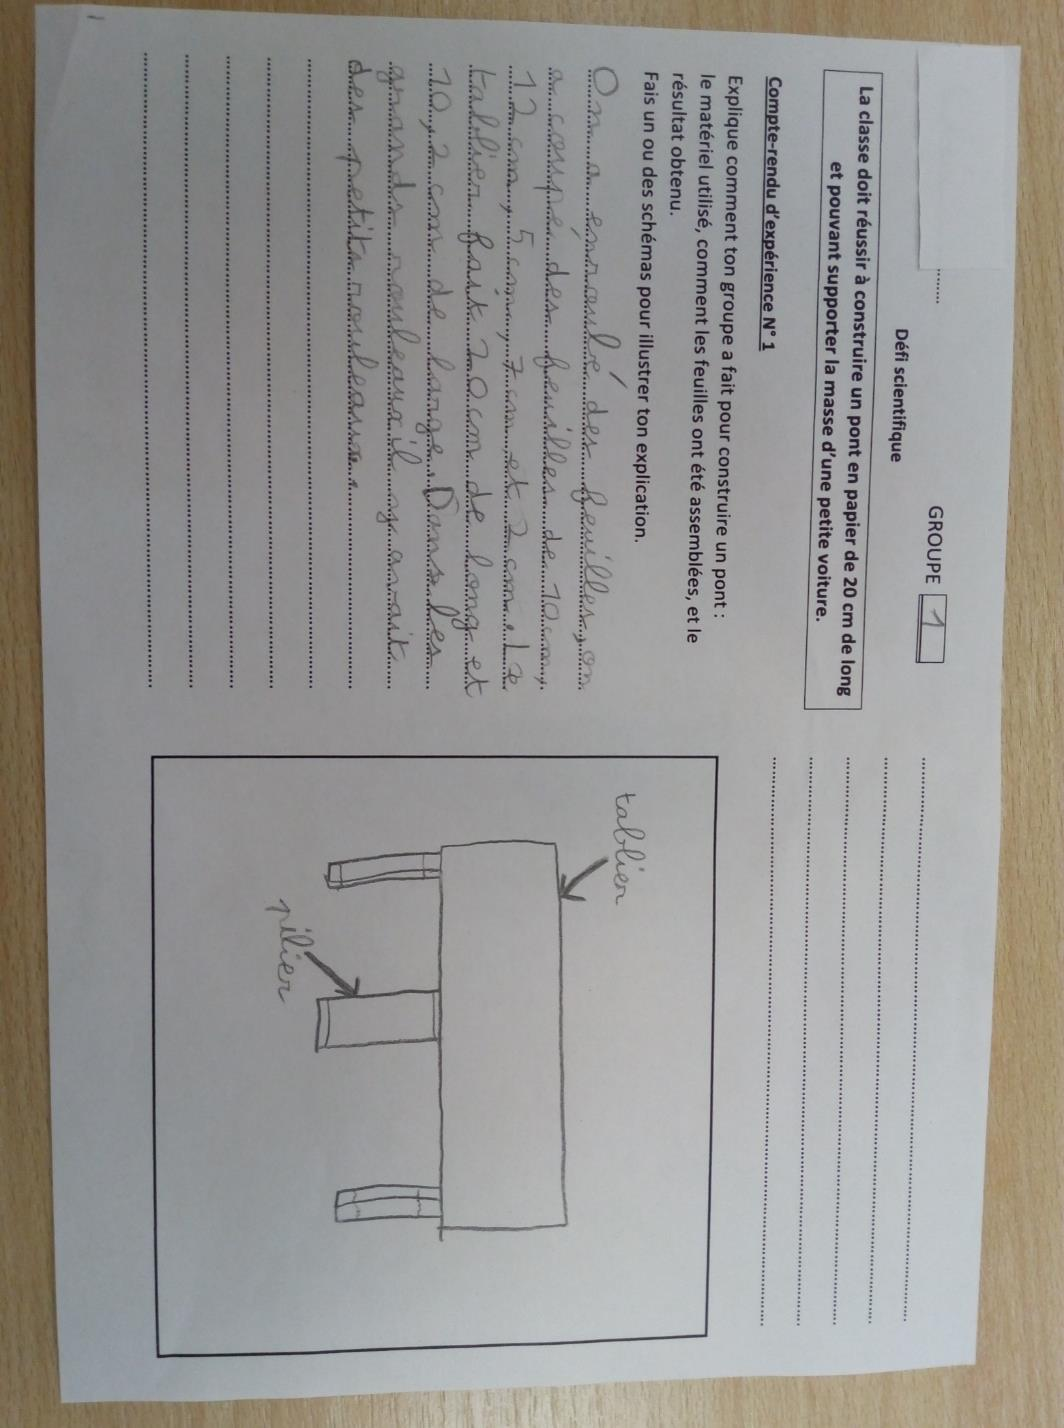 GROUPE 1
Défi scientifique
La classe doit réussir à construire un pont en papier de 20 cm de long
et pouvant supporter la masse d'une petite voiture.
Compte-rendu d'expérience N° 1
Explique comment ton groupe a fait pour construire un pont :
le matériel utilisé, comment les feuilles ont été assemblées, et le
résultat obtenu.
Fais un ou des schémas pour illustrer ton explication.
On a énroulé des feuilles, on
a coupé des feuilles de 10 cm,
12 cm, 5 cm, 7 cm et 2 cm. Le
tablier fait 20 cm de long et
10,2 cm de large. Dans les
grands rouleaux il y avait
des petits rouleaux.
tablier
pilier